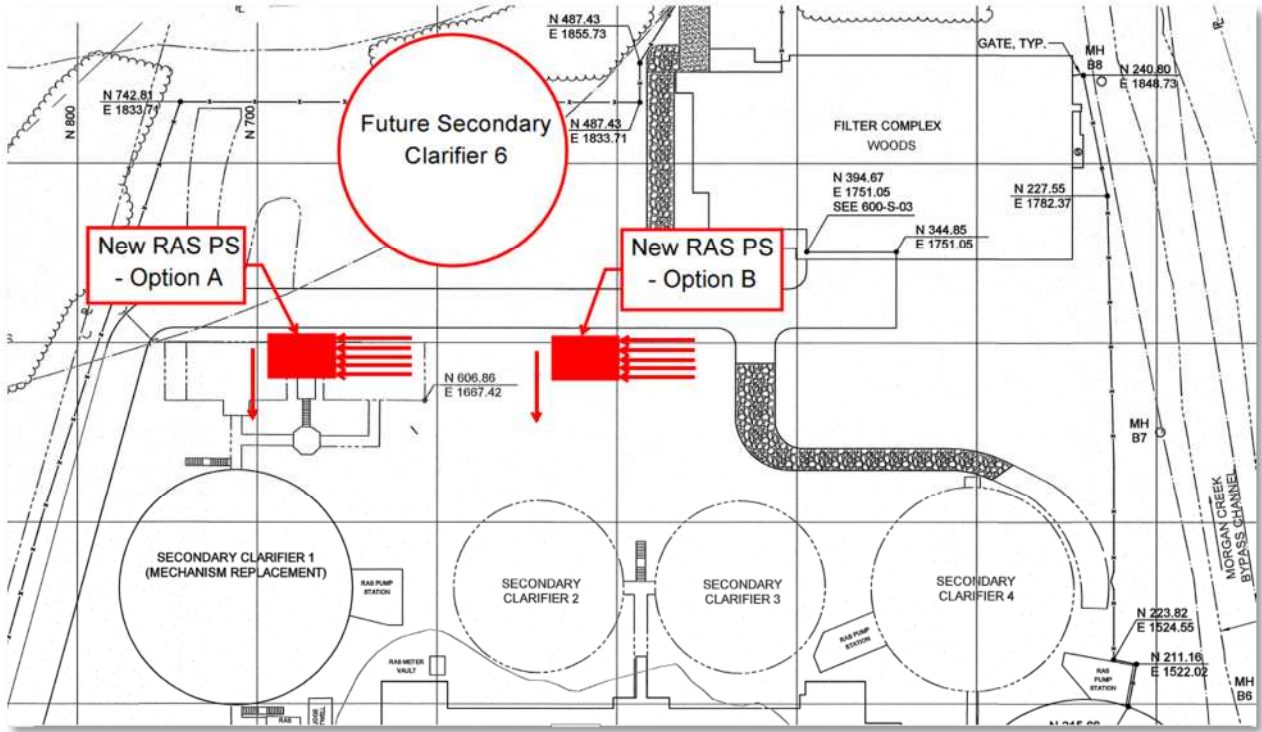 N 487.43
E 1855.73
GATE, TYP.
MH
B8
N 240.80
E 1848.73
N 742.81
E 1833.71
N 800
N 700
Future Secondary
Clarifier 6
N 487.43
E 1833.71
FILTER COMPLEX
WOODS
N 394.67
E 1751.05
SEE 600-S-03
N 227.55
E 1782.37
N 344.85
E 1751.05
New RAS PS
- Option A
New RAS PS
- Option B
N 606.86
E 1667.42
MH
B7
MORGAN CREEK
BYPASS CHANNEL
SECONDARY CLARIFIER 1
(MECHANISM REPLACEMENT)
RAS PUMP
STATION
SECONDARY
CLARIFIER 2
SECONDARY
CLARIFIER 3
SECONDARY
CLARIFIER 4
RAS PUMP
STATION
RAS METER
VAULT
N 223.82
E 1524.55
N 211.16
E 1522.02
RAS
PUMP
STATION
MH
B6
RAS